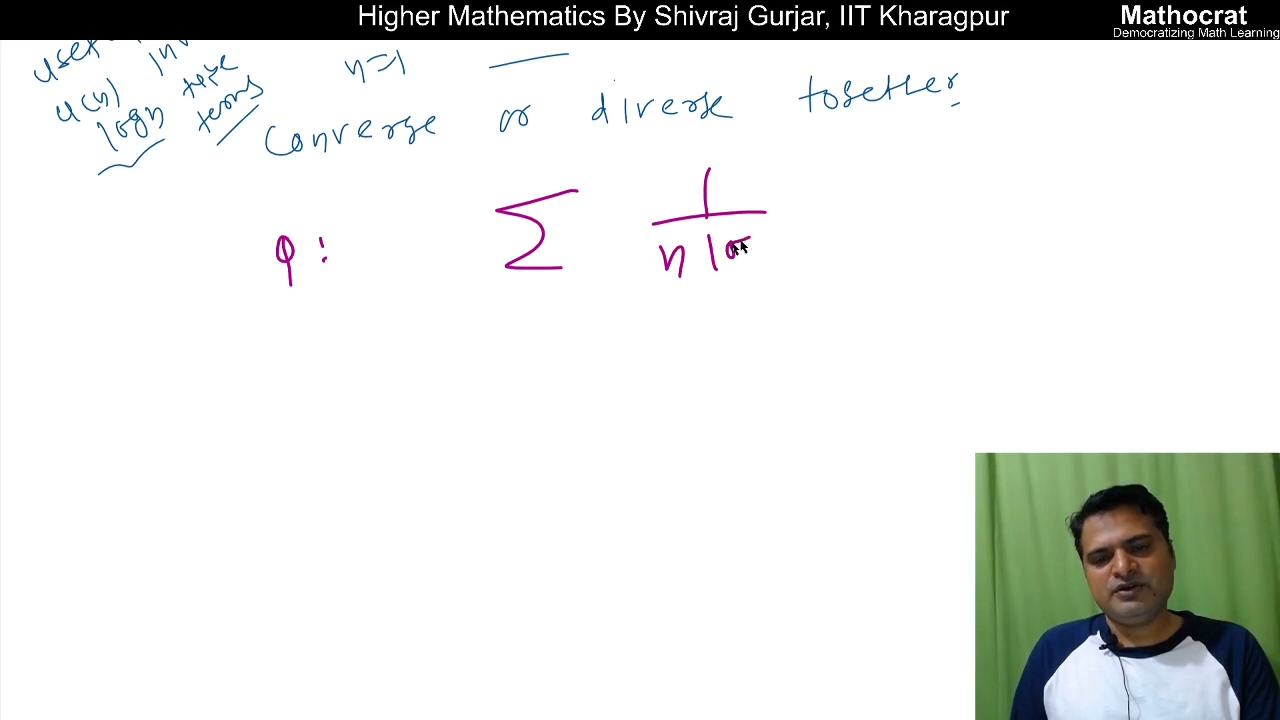 Higher Mathematics By Shivraj Gurjar, IIT Kharagpur
Mathocrat
Democratizing Math Learning
u(n)
logn type
terms
n=1
Converge or diverge together
Q:
∑ 1
n lo